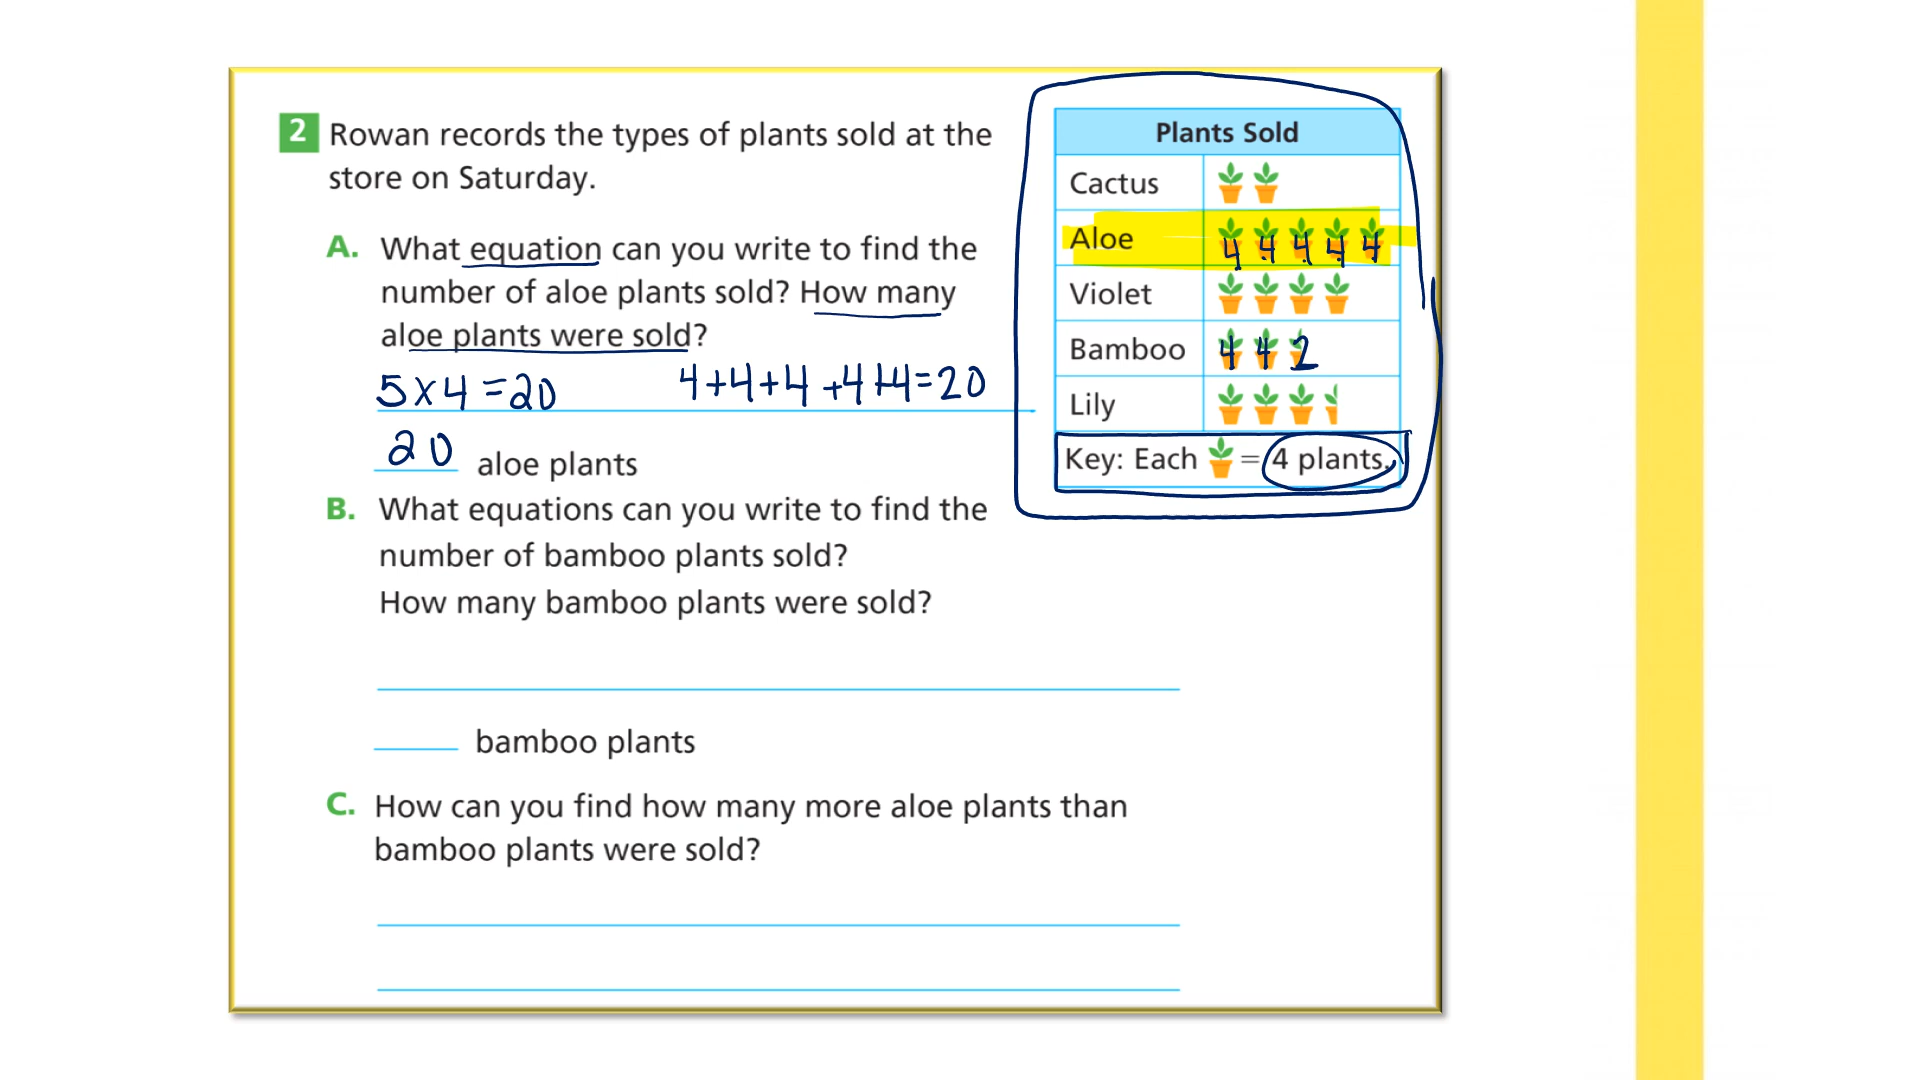 2 Rowan records the types of plants sold at the
store on Saturday.
A. What equation can you write to find the
number of aloe plants sold? How many
aloe plants were sold?
5 x 4 = 20 4+4+4+4+4=20
20 aloe plants
B. What equations can you write to find the
number of bamboo plants sold?
How many bamboo plants were sold?
bamboo plants
C. How can you find how many more aloe plants than
bamboo plants were sold?
Plants Sold
Cactus
Aloe 4 4 4 4 4
Violet
Bamboo 4 4 2
Lily
Key: Each = 4 plants.